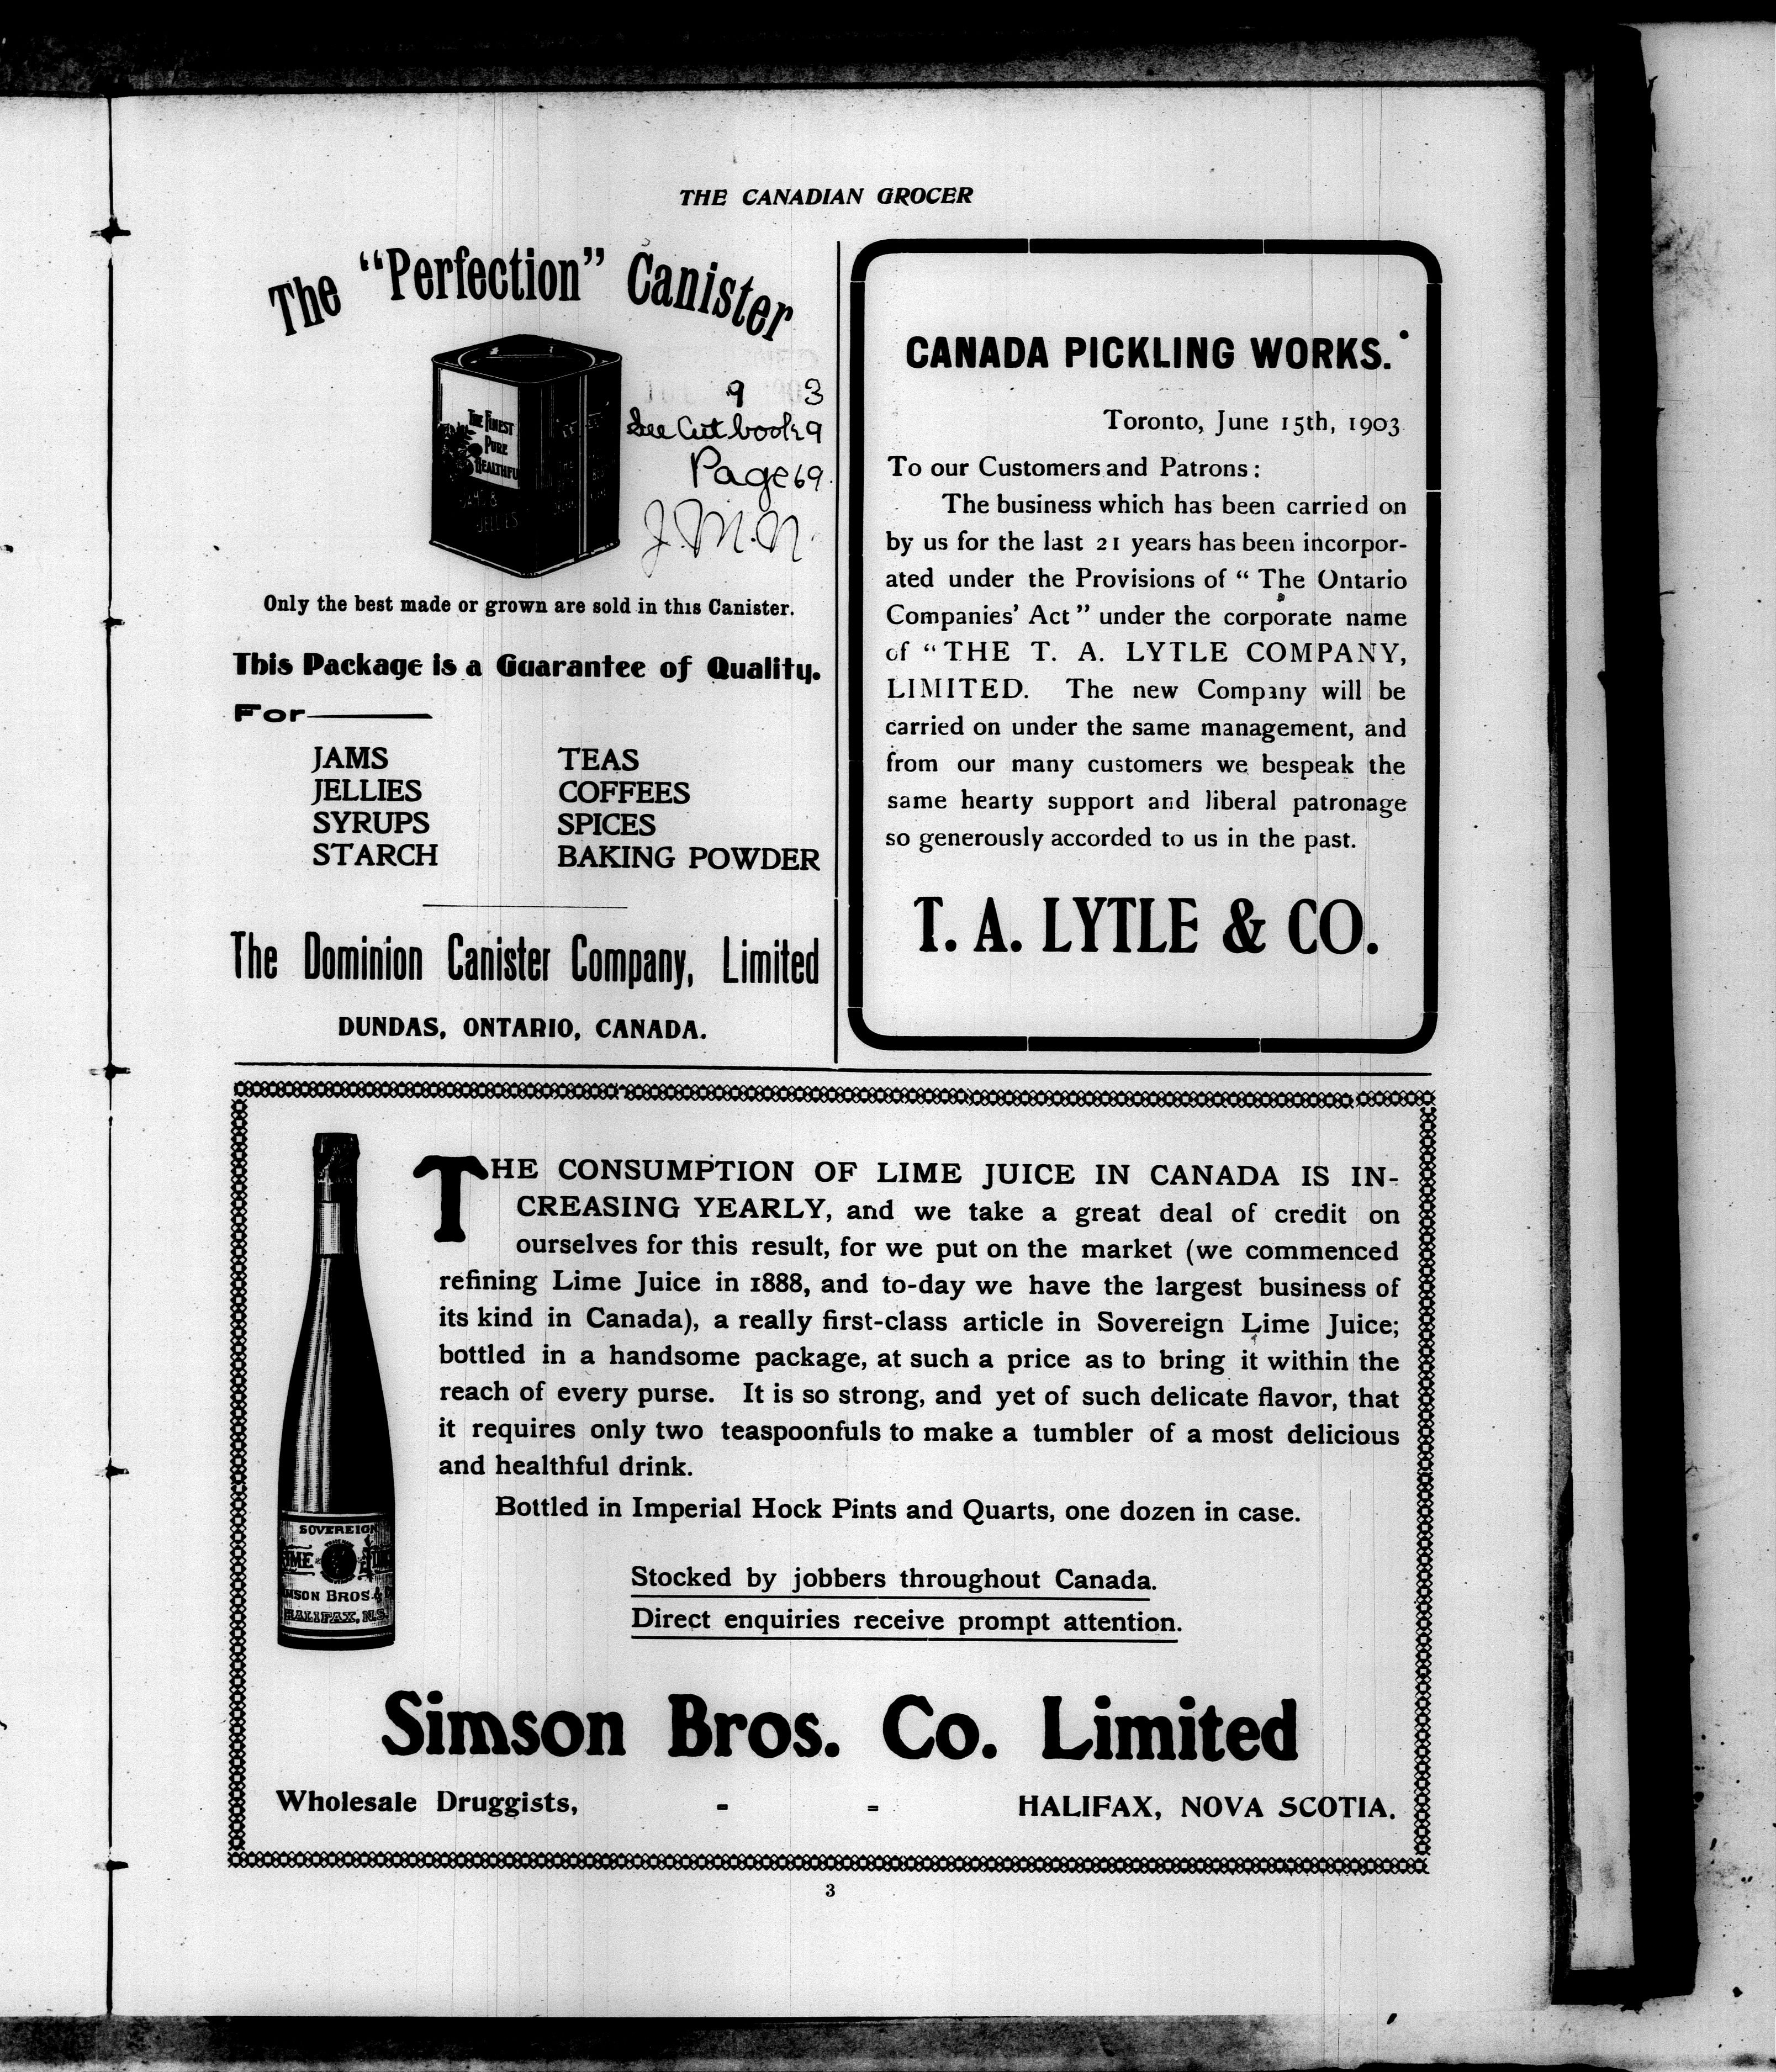 THE CANADIAN GROCER
The "Perfection" Canister
THE FINEST
PURE
HEALTHFUL
JAMS &
JELLIES
9 3
See Cut book 29
Page 69.
J.M.N.
Only the best made or grown are sold in this Canister.
This Package is a Guarantee of Quality.
For
JAMS
JELLIES
SYRUPS
STARCH
TEAS
COFFEES
SPICES
BAKING POWDER
The Dominion Canister Company, Limited
DUNDAS, ONTARIO, CANADA.
CANADA PICKLING WORKS.
Toronto, June 15th, 1903
To our Customers and Patrons:
The business which has been carried on
by us for the last 21 years has been incorpor-
ated under the Provisions of "The Ontario
Companies' Act" under the corporate name
of "THE T. A. LYTLE COMPANY,
LIMITED. The new Company will be
carried on under the same management, and
from our many customers we bespeak the
same hearty support and liberal patronage
so generously accorded to us in the past.
T. A. LYTLE & CO.
THE CONSUMPTION OF LIME JUICE IN CANADA IS IN-
CREASING YEARLY, and we take a great deal of credit on
ourselves for this result, for we put on the market (we commenced
refining Lime Juice in 1888, and to-day we have the largest business of
its kind in Canada), a really first-class article in Sovereign Lime Juice;
bottled in a handsome package, at such a price as to bring it within the
reach of every purse. It is so strong, and yet of such delicate flavor, that
it requires only two teaspoonfuls to make a tumbler of a most delicious
and healthful drink.
Bottled in Imperial Hock Pints and Quarts, one dozen in case.
Stocked by jobbers throughout Canada.
Direct enquiries receive prompt attention.
SOVEREIGN
IME JUIC
MSON BROS. & C
HALIFAX, N.S.
Simson Bros. Co. Limited
Wholesale Druggists, - - HALIFAX, NOVA SCOTIA.
3